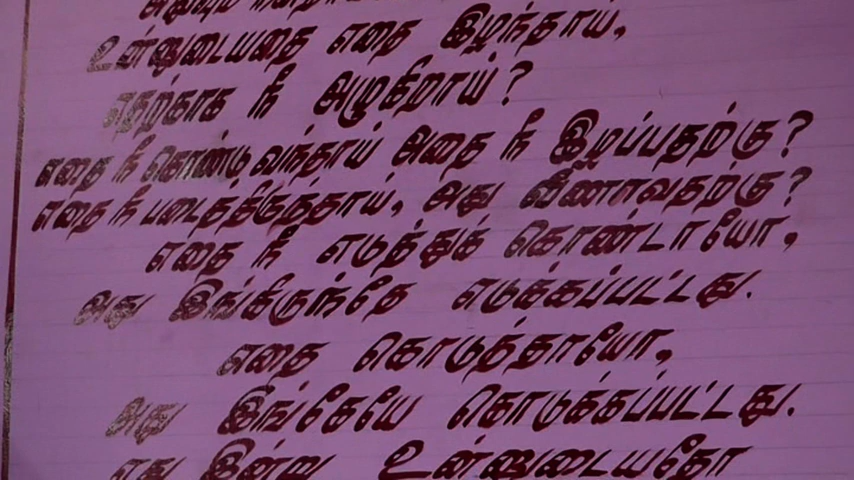 உன்னுடையதை எதை இழந்தாய்,
எதற்காக நீ அழுகிறாய்?
எதை நீ கொண்டு வந்தாய் அதை நீ இழப்பதற்கு?
எதை நீ படைத்திருந்தாய், அது வீணாவதற்கு?
எதை நீ எடுத்துக் கொண்டாயோ,
அது இங்கிருந்தே எடுக்கப்பட்டது.
எதை கொடுத்தாயோ,
அது இங்கேயே கொடுக்கப்பட்டது.
எது இன்று உன்னுடையதோ